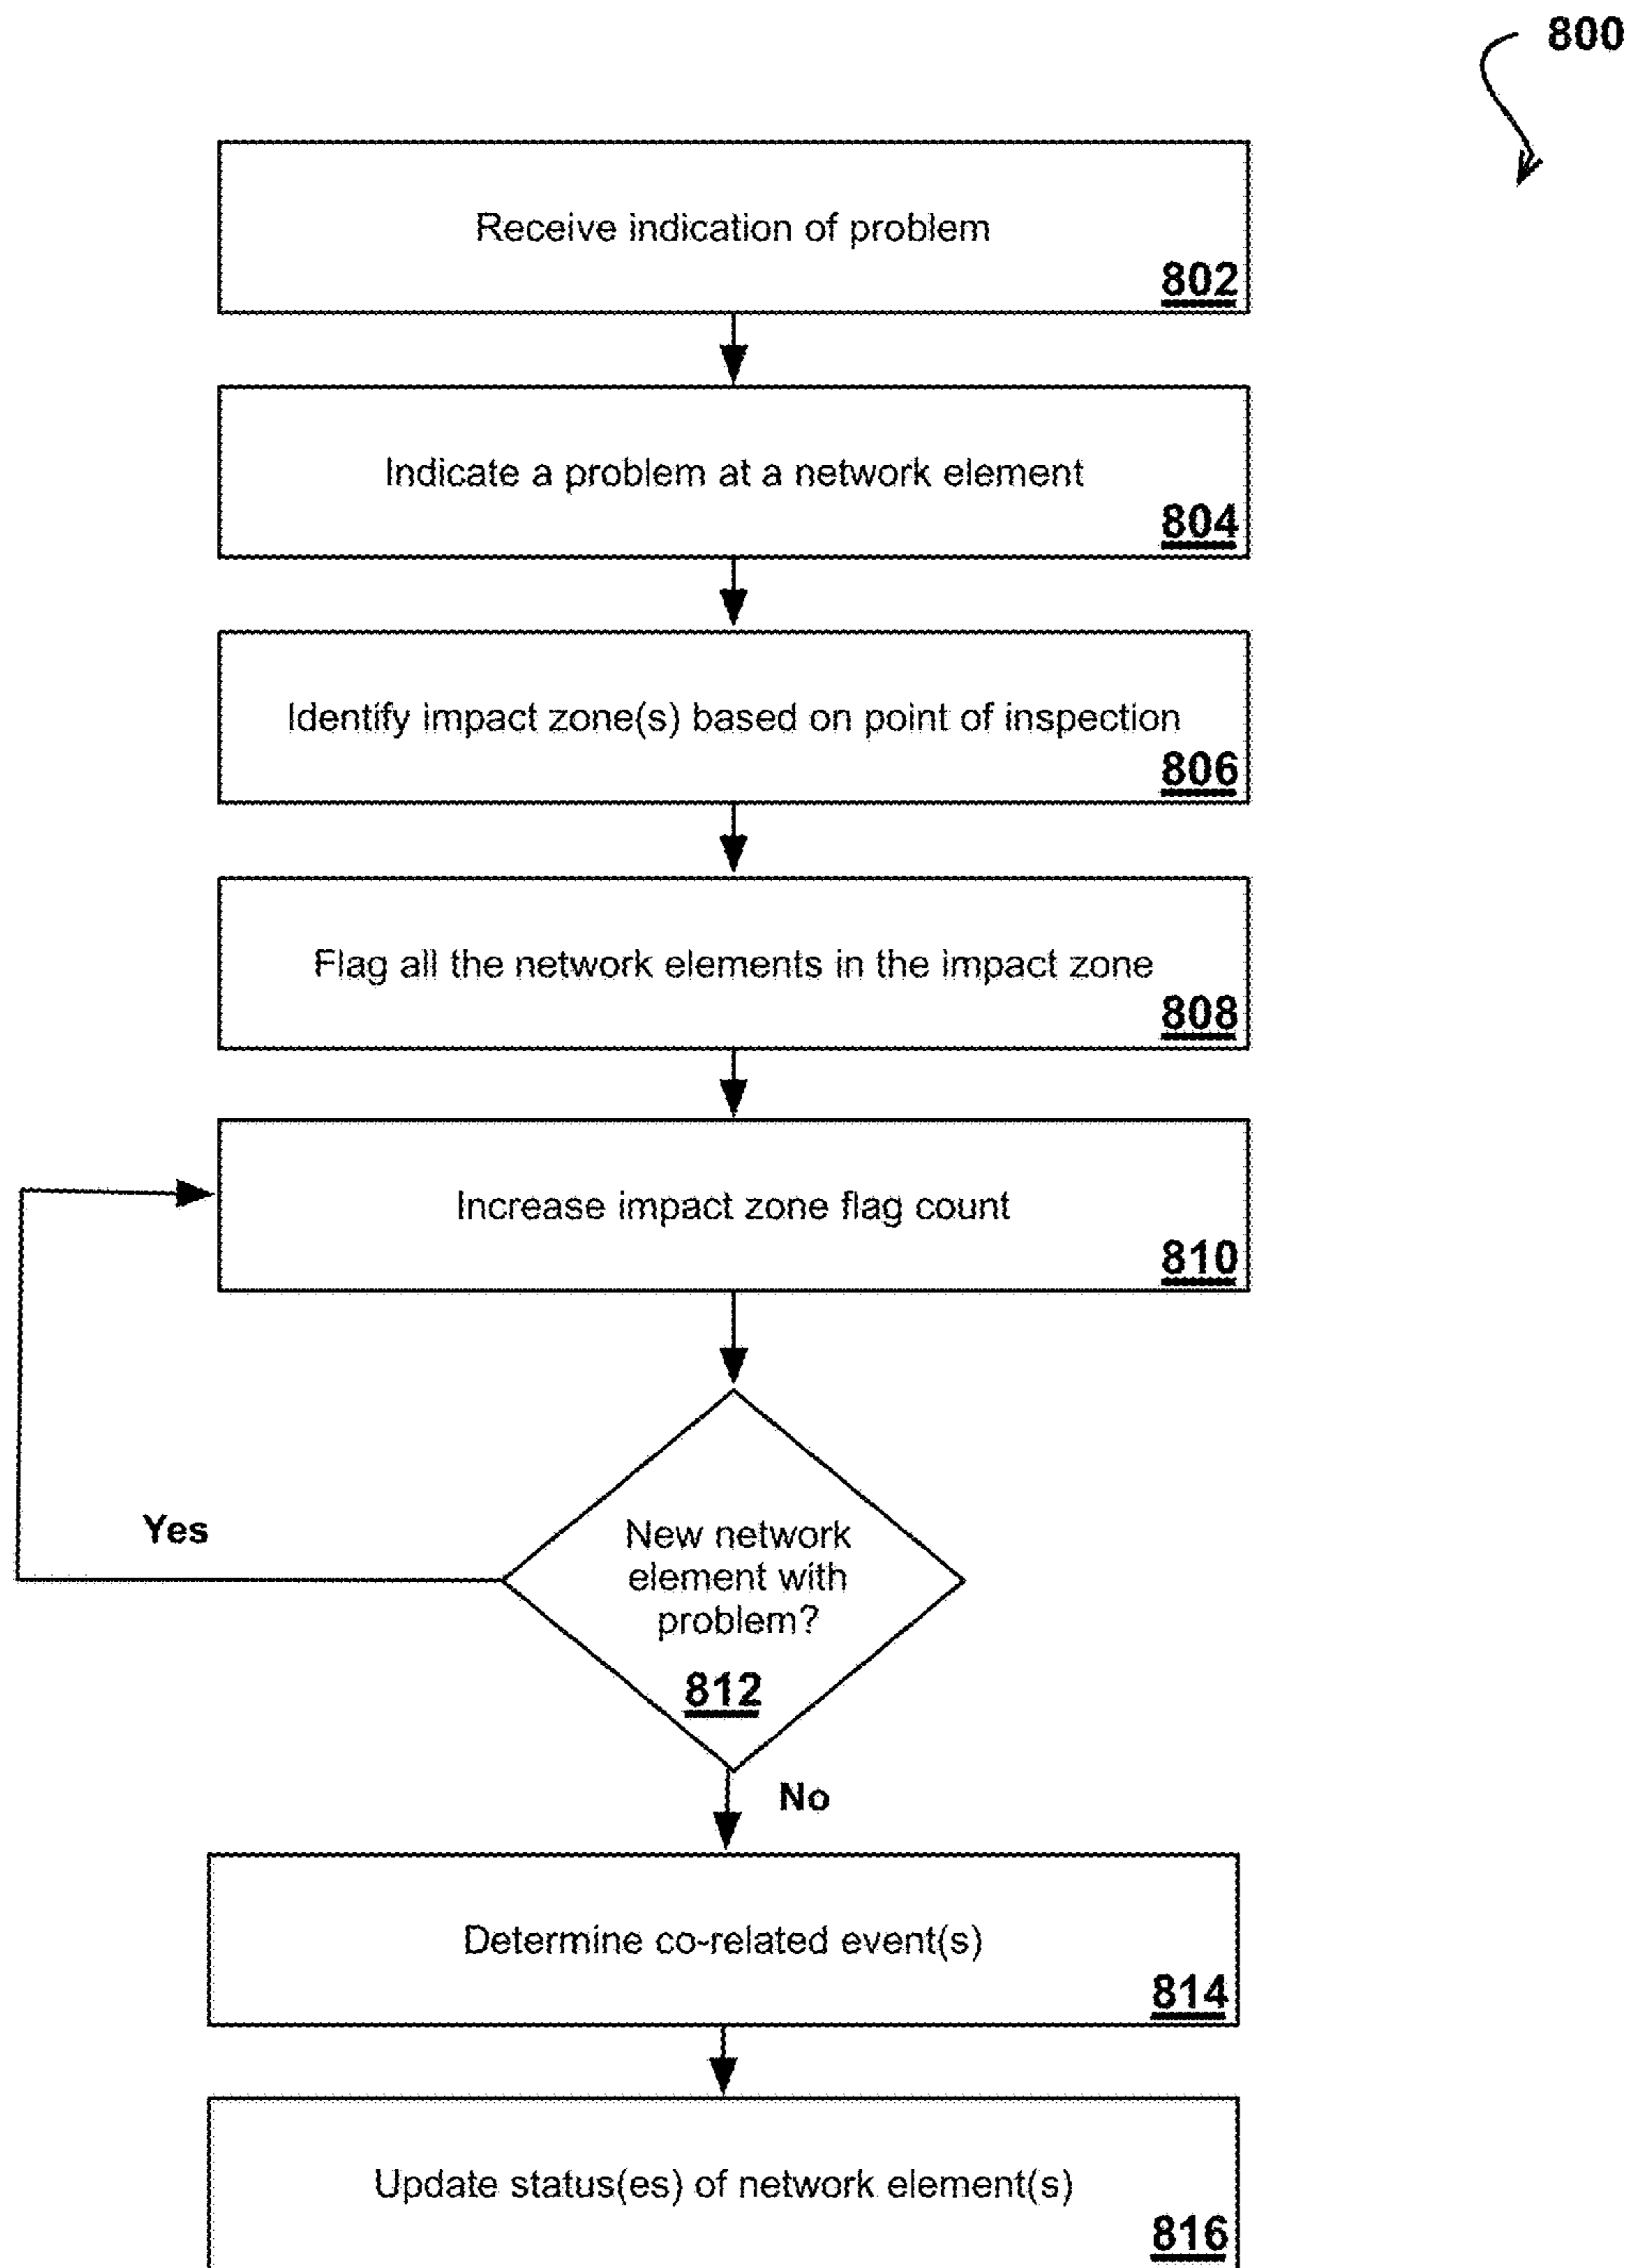 800
Receive indication of problem
802
Indicate a problem at a network element
804
Identify impact zone(s) based on point of inspection
806
Flag all the network elements in the impact zone
808
Increase impact zone flag count
810
Yes
New network
element with
problem?
812
No
Determine co-related event(s)
814
Update status(es) of network element(s)
816